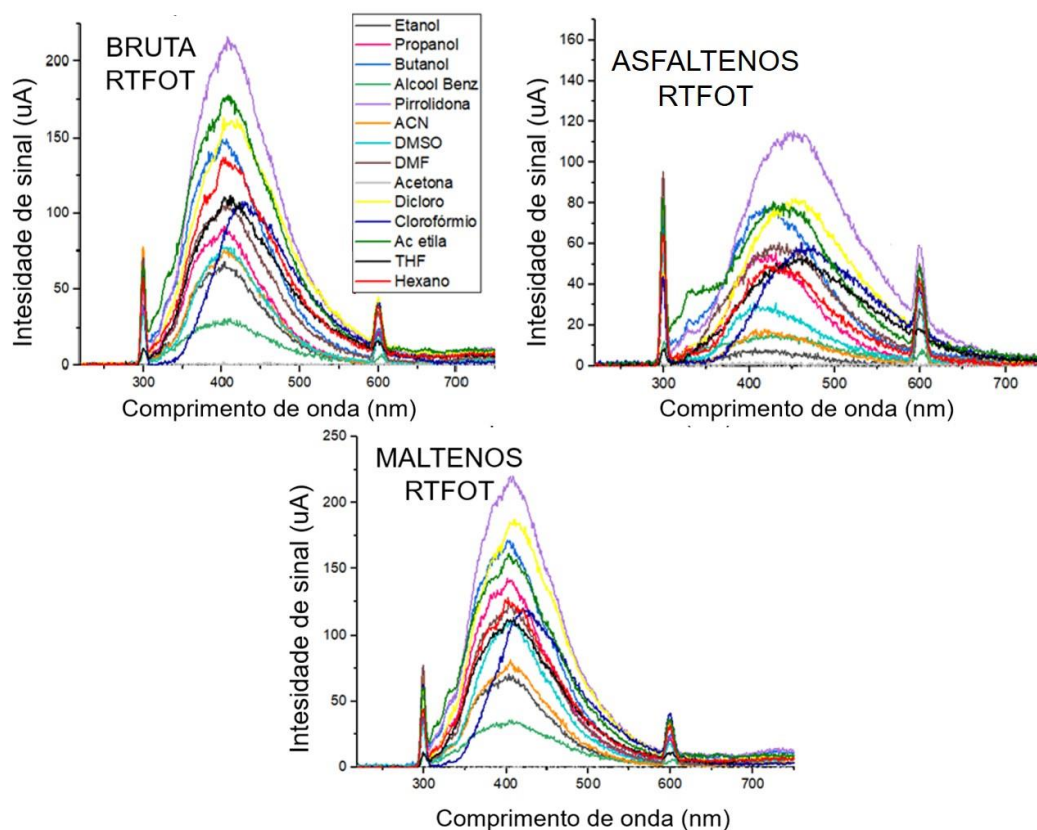 BRUTA
RTFOT
Intesidade de sinal (uA)
200
150
100
50
0
300
400
500
600
700
Comprimento de onda (nm)
Etanol
Propanol
Butanol
Alcool Benz
Pirrolidona
ACN
DMSO
DMF
Acetona
Dicloro
Clorofórmio
Ac etila
THF
Hexano
ASFALTENOS
RTFOT
Intesidade de sinal (uA)
160
140
120
100
80
60
40
20
0
300
400
500
600
700
Comprimento de onda (nm)
MALTENOS
RTFOT
Intesidade de sinal (uA)
250
200
150
100
50
0
300
400
500
600
700
Comprimento de onda (nm)